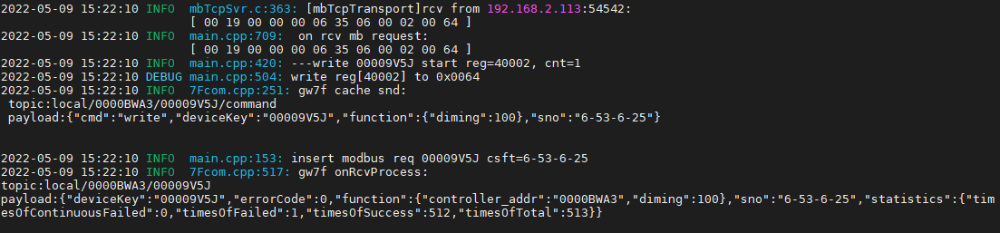 2022-05-09 15:22:10 INFO  mbTcpSvr.c:363: [mbTcpTransport]rcv from 192.168.2.113:54542:
[ 00 19 00 00 00 06 35 06 00 02 00 64 ]
2022-05-09 15:22:10 INFO  main.cpp:709:  on rcv mb request:
[ 00 19 00 00 00 06 35 06 00 02 00 64 ]
2022-05-09 15:22:10 INFO  main.cpp:420: ---write 00009V5J start reg=40002, cnt=1
2022-05-09 15:22:10 DEBUG main.cpp:504: write reg[40002] to 0x0064
2022-05-09 15:22:10 INFO  7Fcom.cpp:251: gw7f cache snd:
topic:local/0000BWA3/00009V5J/command
payload:{"cmd":"write","deviceKey":"00009V5J","function":{"diming":100},"sno":"6-53-6-25"}
2022-05-09 15:22:10 INFO  main.cpp:153: insert modbus req 00009V5J csft=6-53-6-25
2022-05-09 15:22:10 INFO  7Fcom.cpp:517: gw7f onRcvProcess:
topic:local/0000BWA3/00009V5J
payload:{"deviceKey":"00009V5J","errorCode":0,"function":{"controller_addr":"0000BWA3","diming":100},"sno":"6-53-6-25","statistics":{"tim
esOfContinuousFailed":0,"timesOfFailed":1,"timesOfSuccess":512,"timesOfTotal":513}}